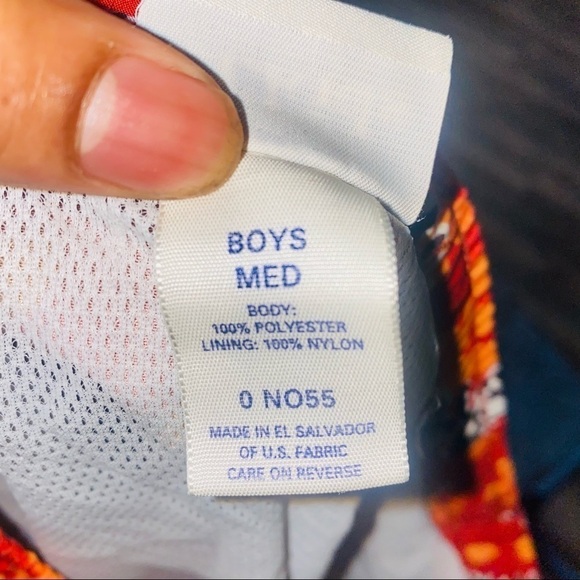 BOYS
MED
BODY:
100% POLYESTER
LINING: 100% NYLON
0 NO55
MADE IN EL SALVADOR
OF U.S. FABRIC
CARE ON REVERSE